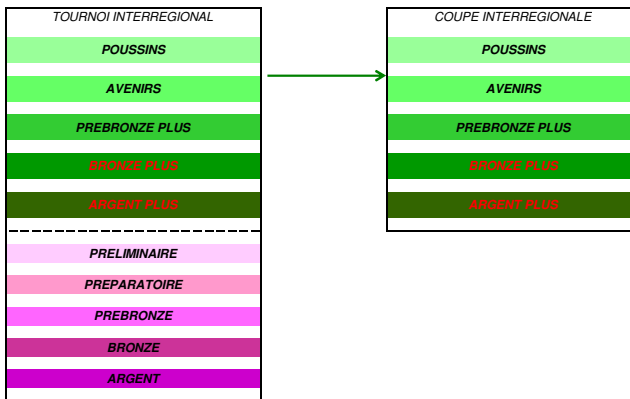 TOURNOI INTERREGIONAL
POUSSINS
AVENIRS
PREBRONZE PLUS
BRONZE PLUS
ARGENT PLUS
PRELIMINAIRE
PREPARATOIRE
PREBRONZE
BRONZE
ARGENT
COUPE INTERREGIONALE
POUSSINS
AVENIRS
PREBRONZE PLUS
BRONZE PLUS
ARGENT PLUS